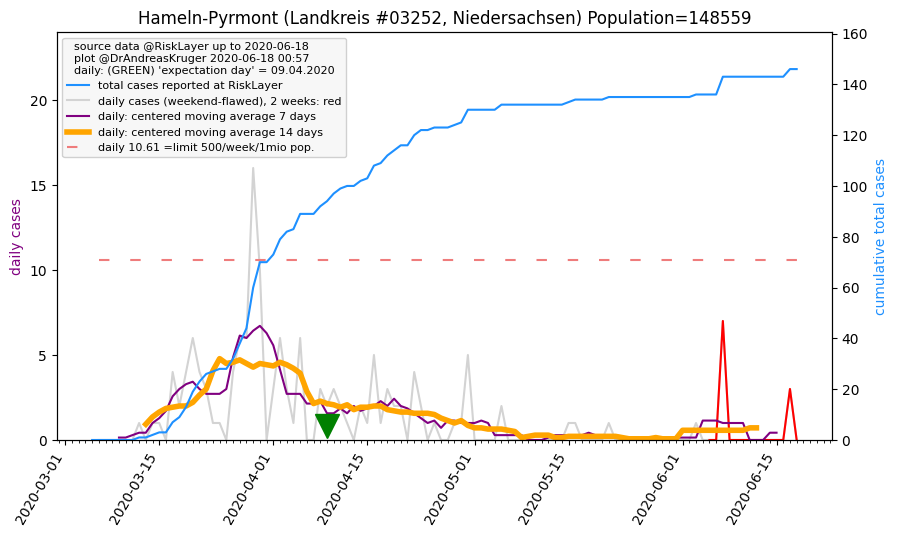 Hameln-Pyrmont (Landkreis #03252, Niedersachsen) Population=148559
source data @RiskLayer up to 2020-06-18
plot @DrAndreasKruger 2020-06-18 00:57
daily: (GREEN) 'expectation day' = 09.04.2020
total cases reported at RiskLayer
daily cases (weekend-flawed), 2 weeks: red
daily: centered moving average 7 days
daily: centered moving average 14 days
daily 10.61 =limit 500/week/1mio pop.
daily cases
20
15
10
5
0
160
140
120
100
80
60
40
20
0
cumulative total cases
2020-03-01
2020-03-15
2020-04-01
2020-04-15
2020-05-01
2020-05-15
2020-06-01
2020-06-15